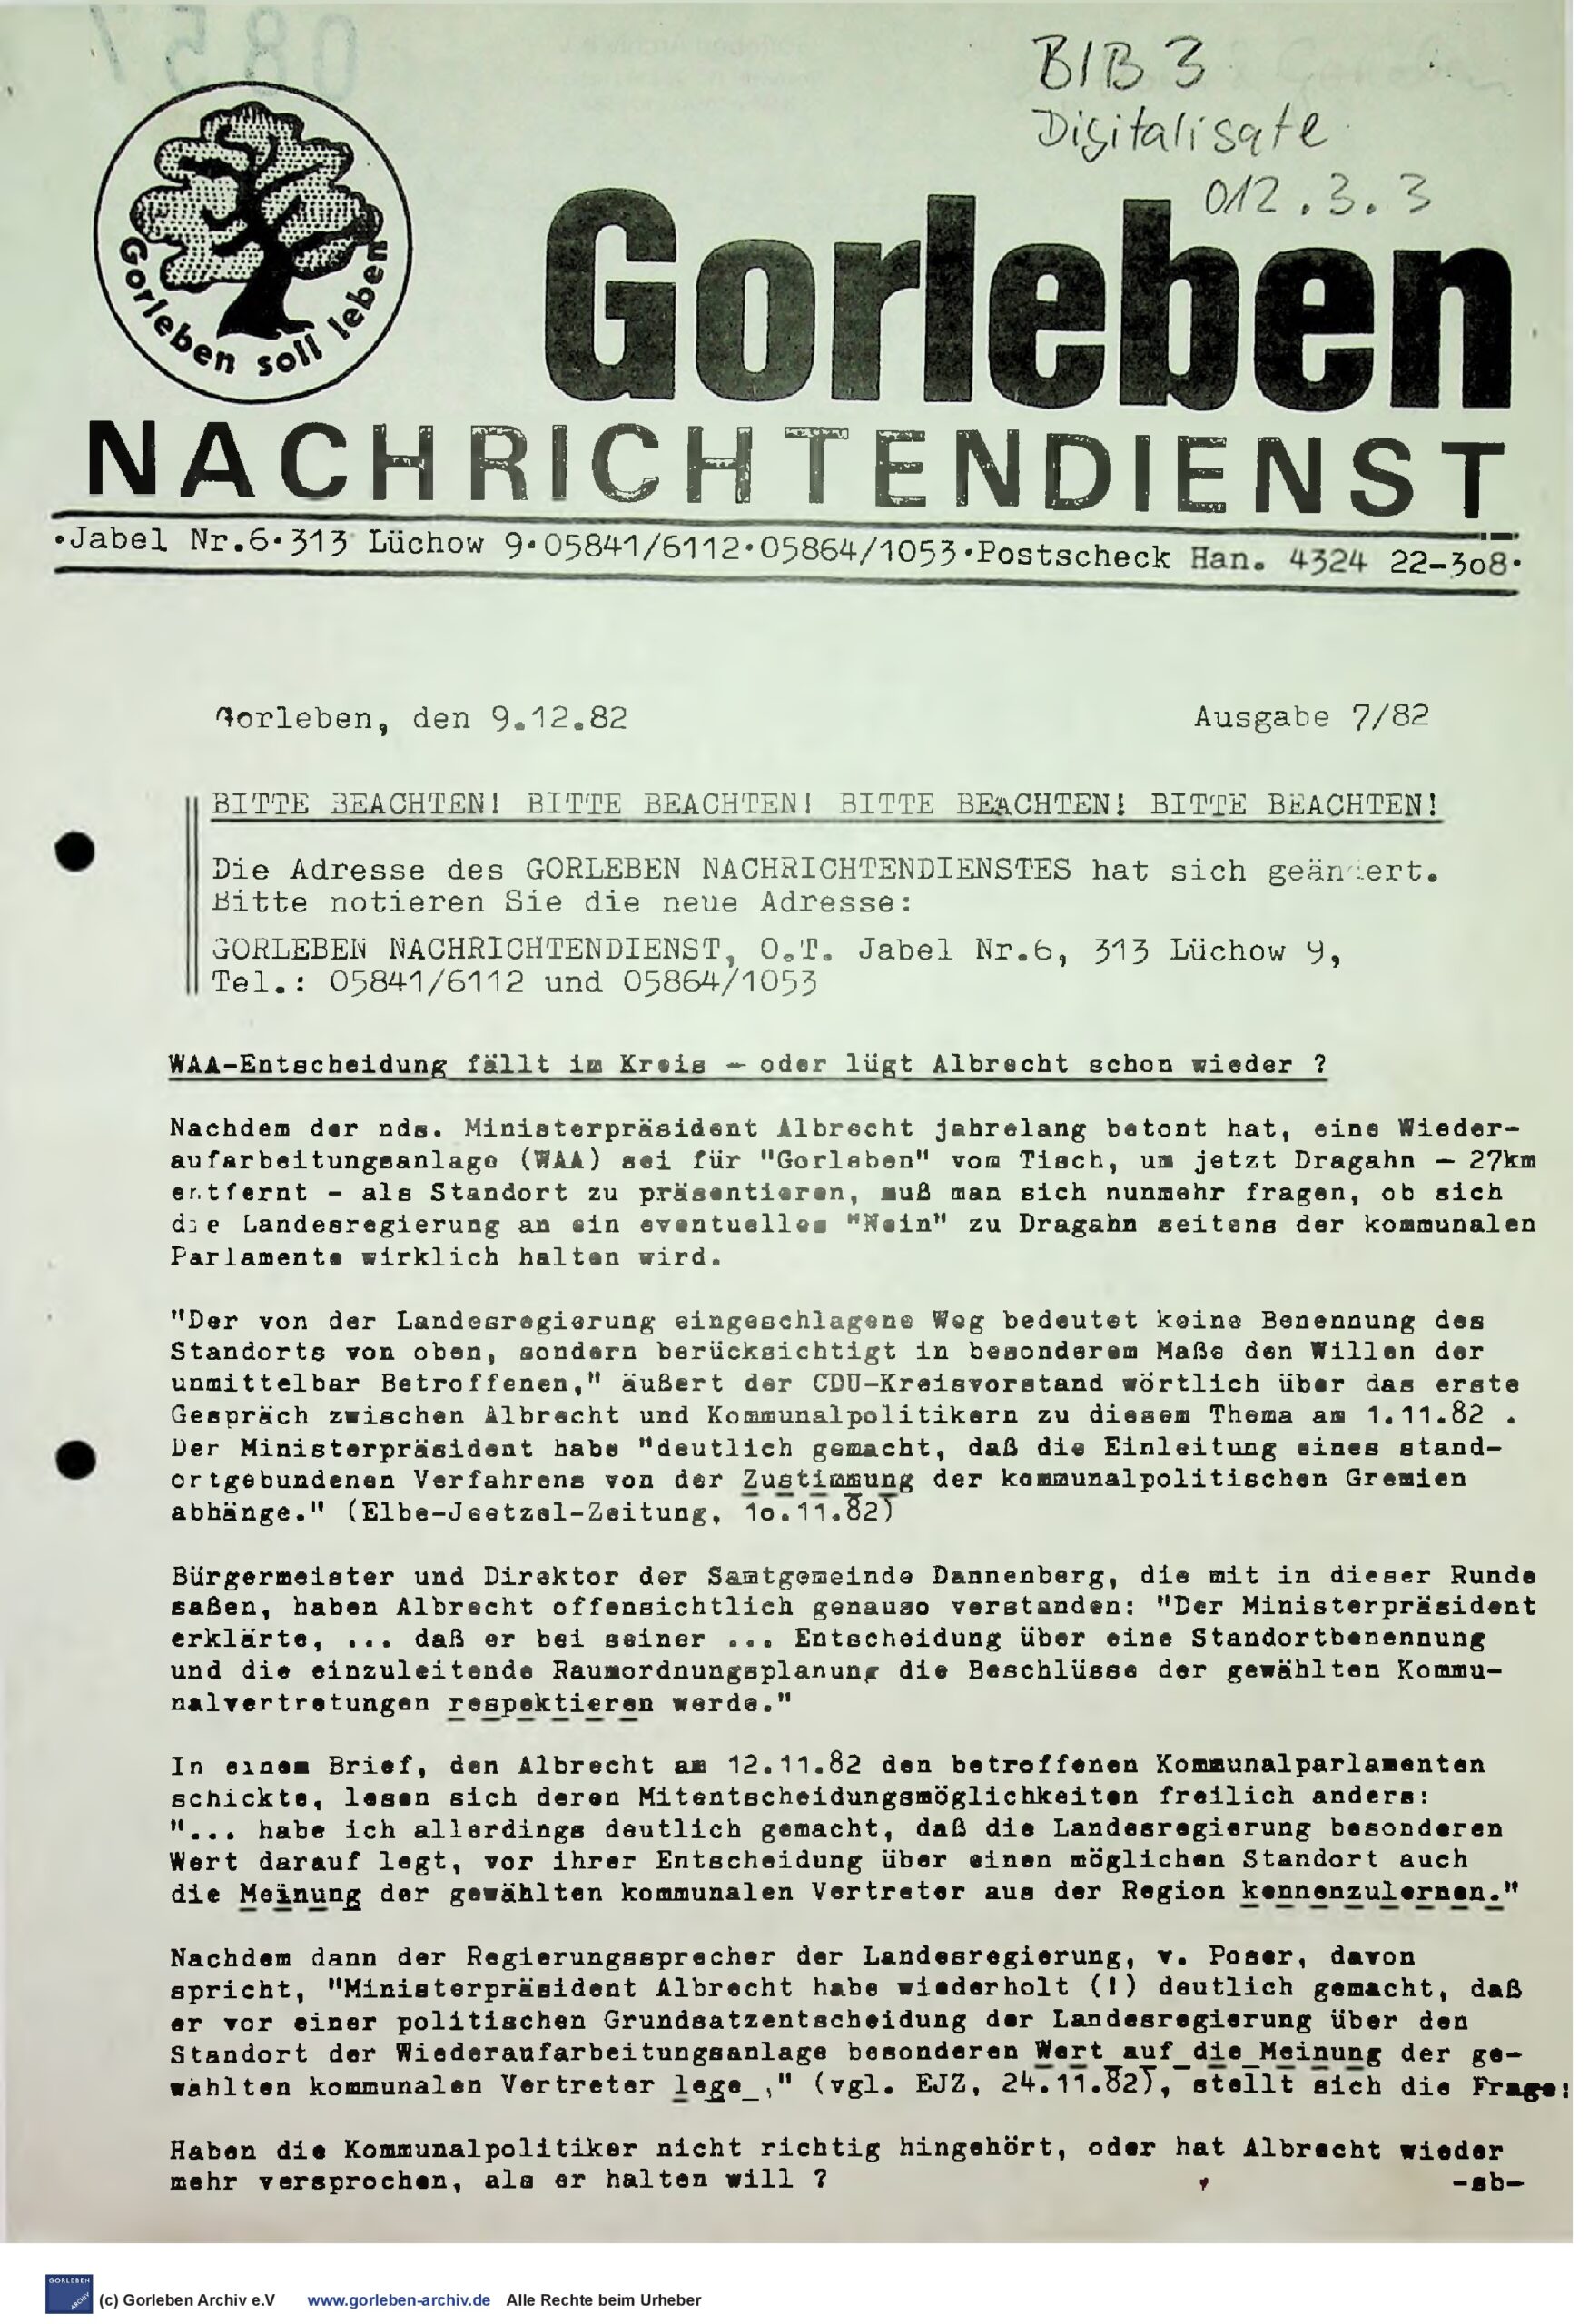 0857
BIB 3
Digitalisate
012.3.3
Gorleben soll leben
Gorleben
NACHRICHTENDIENST
·Jabel Nr.6·313 Lüchow 9·05841/6112·05864/1053·Postscheck Han. 4324 22-3o8·
Gorleben, den 9.12.82 Ausgabe 7/82
BITTE BEACHTEN! BITTE BEACHTEN! BITTE BEACHTEN! BITTE BEACHTEN!
Die Adresse des GORLEBEN NACHRICHTENDIENSTES hat sich geändert.
Bitte notieren Sie die neue Adresse:
GORLEBEN NACHRICHTENDIENST, O.T. Jabel Nr.6, 313 Lüchow 9,
Tel.: 05841/6112 und 05864/1053
WAA-Entscheidung fällt im Kreis - oder lügt Albrecht schon wieder ?
Nachdem der nds. Ministerpräsident Albrecht jahrelang betont hat, eine Wieder-
aufarbeitungsanlage (WAA) sei für "Gorleben" vom Tisch, um jetzt Dragahn - 27km
entfernt - als Standort zu präsentieren, muß man sich nunmehr fragen, ob sich
die Landesregierung an ein eventuelles "Nein" zu Dragahn seitens der kommunalen
Parlamente wirklich halten wird.
"Der von der Landesregierung eingeschlagene Weg bedeutet keine Benennung des
Standorts von oben, sondern berücksichtigt in besonderem Maße den Willen der
unmittelbar Betroffenen," äußert der CDU-Kreisvorstand wörtlich über das erste
Gespräch zwischen Albrecht und Kommunalpolitikern zu diesem Thema am 1.11.82 .
Der Ministerpräsident habe "deutlich gemacht, daß die Einleitung eines stand-
ortgebundenen Verfahrens von der Zustimmung der kommunalpolitischen Gremien
abhänge." (Elbe-Jeetzel-Zeitung, 1o.11.82)
Bürgermeister und Direktor der Samtgemeinde Dannenberg, die mit in dieser Runde
saßen, haben Albrecht offensichtlich genauso verstanden: "Der Ministerpräsident
erklärte, ... daß er bei seiner ... Entscheidung über eine Standortbenennung
und die einzuleitende Raumordnungsplanung die Beschlüsse der gewählten Kommu-
nalvertretungen respektieren werde."
In einem Brief, den Albrecht am 12.11.82 den betroffenen Kommunalparlamenten
schickte, lesen sich deren Mitentscheidungsmöglichkeiten freilich anders:
"... habe ich allerdings deutlich gemacht, daß die Landesregierung besonderen
Wert darauf legt, vor ihrer Entscheidung über einen möglichen Standort auch
die Meinung der gewählten kommunalen Vertreter aus der Region kennenzulernen."
Nachdem dann der Regierungssprecher der Landesregierung, v. Poser, davon
spricht, "Ministerpräsident Albrecht habe wiederholt (!) deutlich gemacht, daß
er vor einer politischen Grundsatzentscheidung der Landesregierung über den
Standort der Wiederaufarbeitungsanlage besonderen Wert auf die Meinung der ge-
wählten kommunalen Vertreter lege," (vgl. EJZ, 24.11.82), stellt sich die Frage:
Haben die Kommunalpolitiker nicht richtig hingehört, oder hat Albrecht wieder
mehr versprochen, als er halten will ? -sb-
GORLEBEN ARCHIV
(c) Gorleben Archiv e.V www.gorleben-archiv.de Alle Rechte beim Urheber